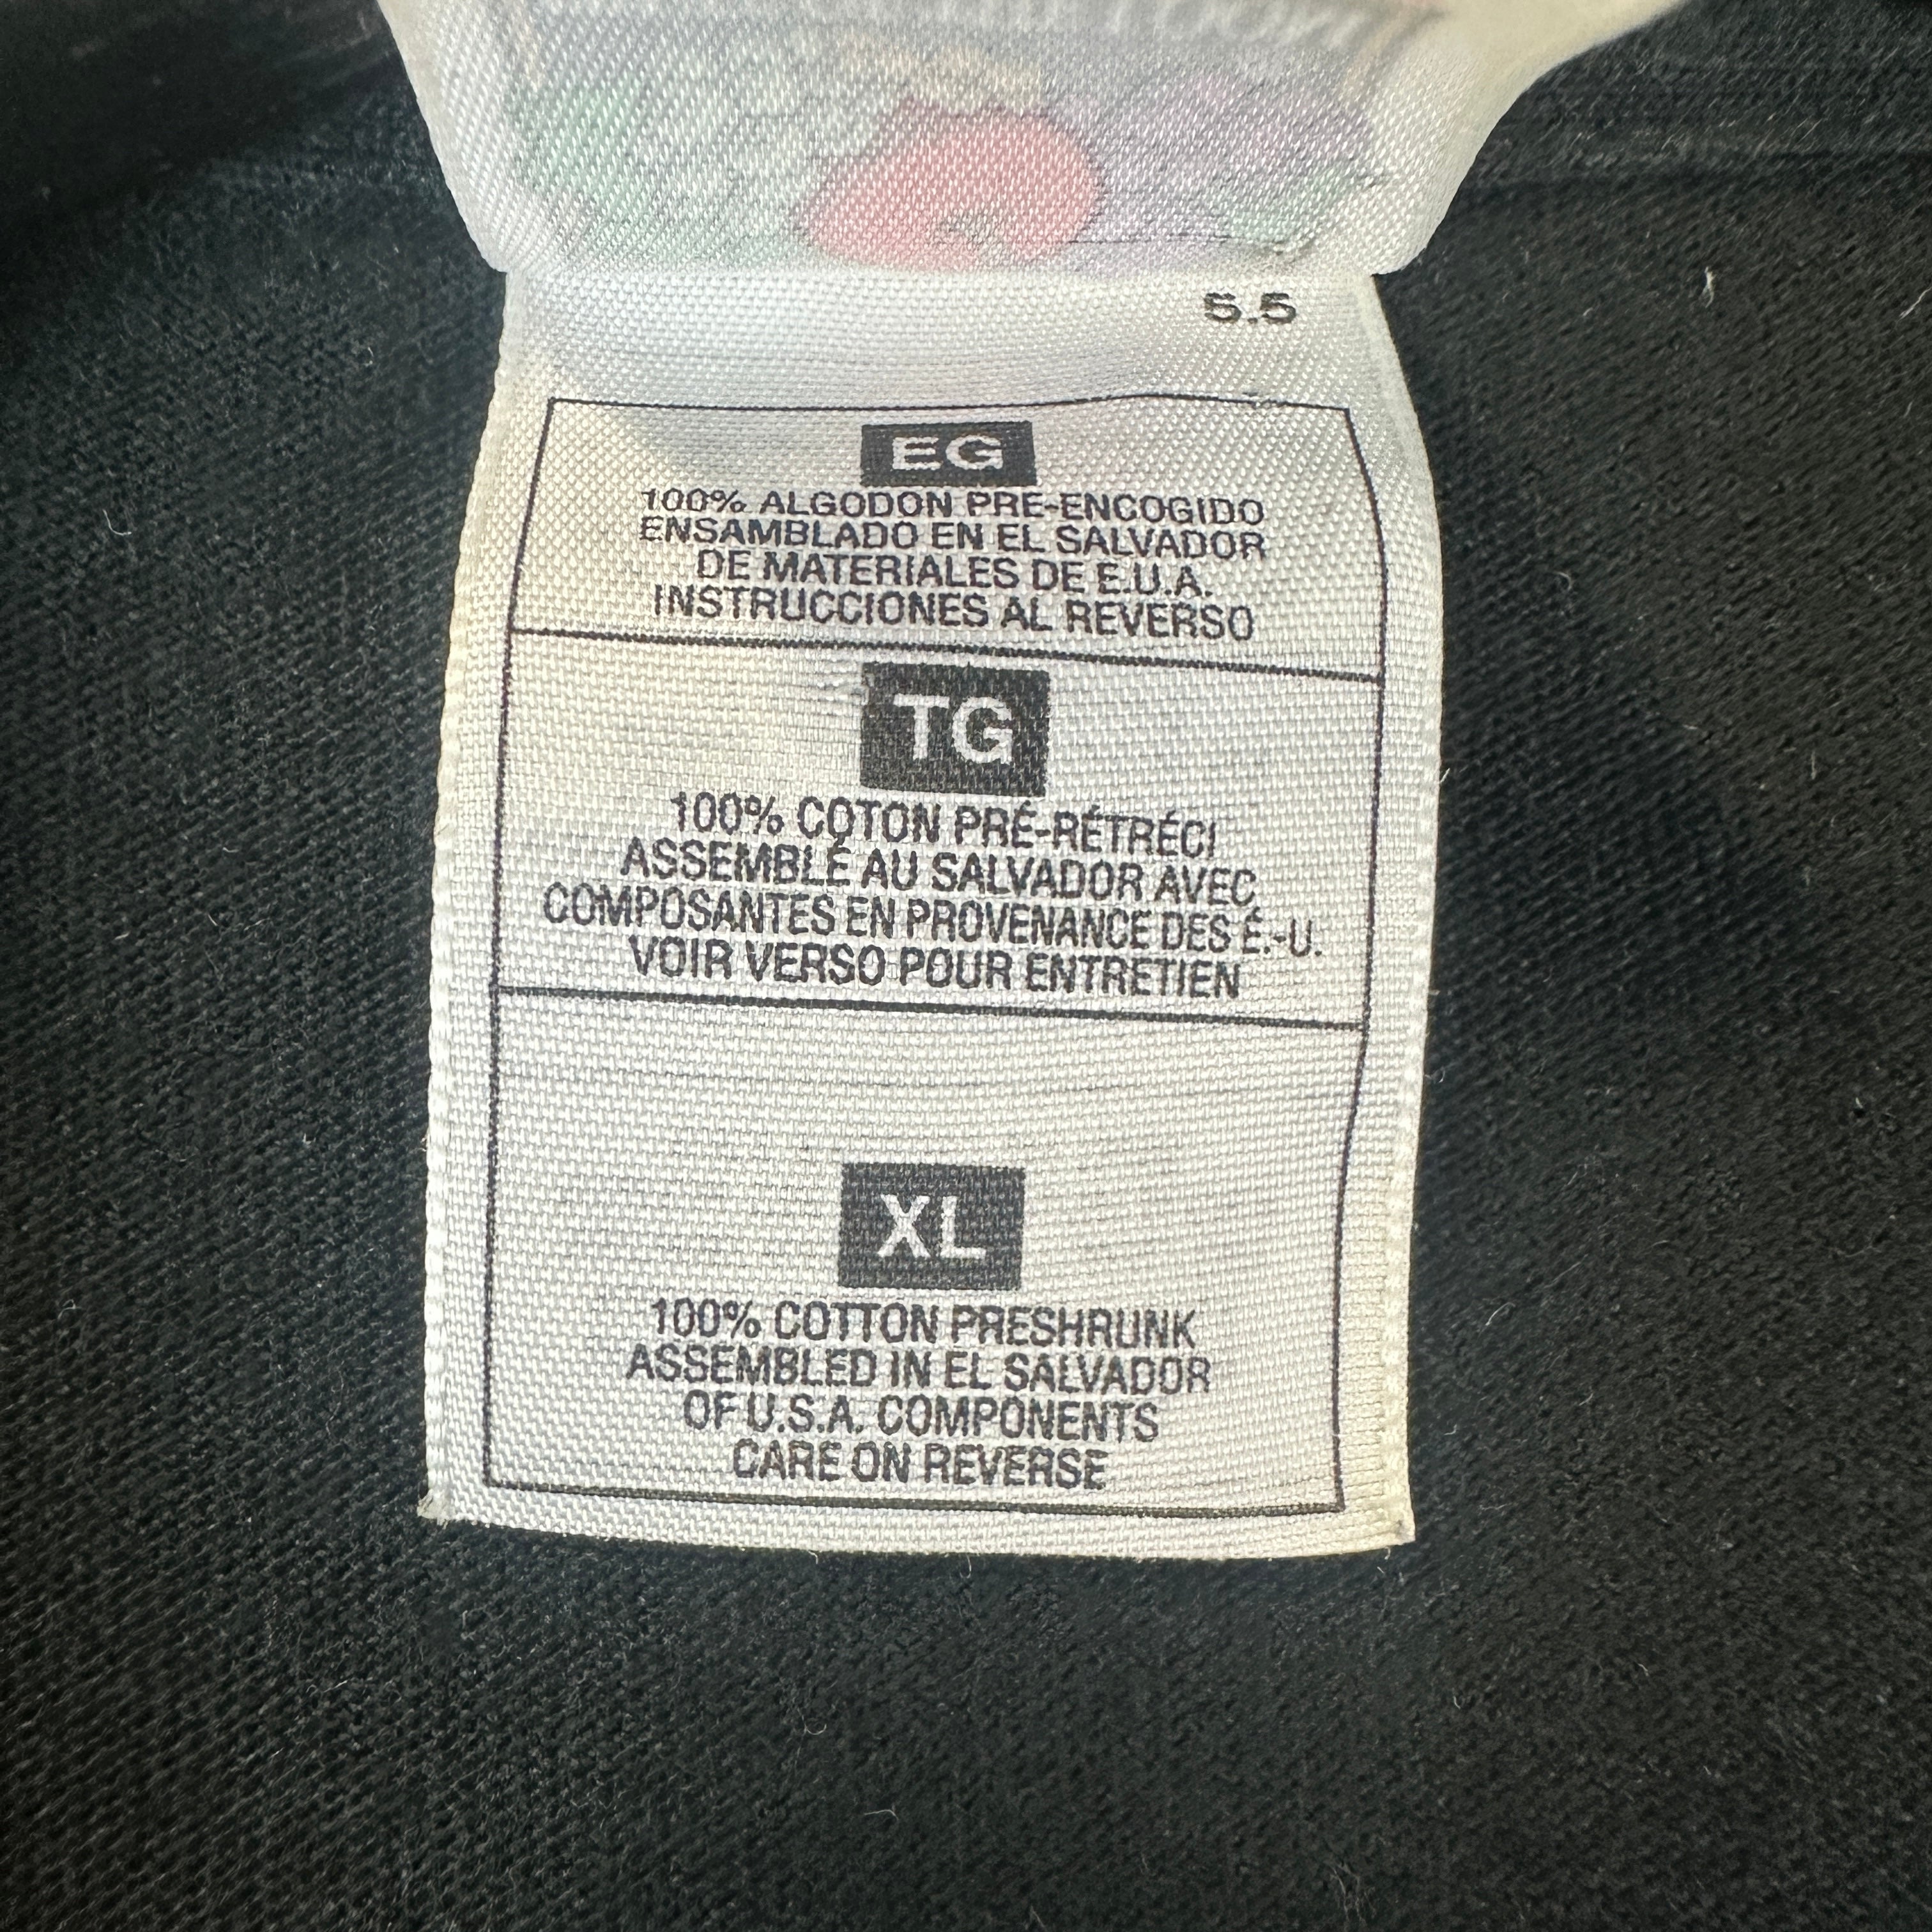 5.5
EG
100% ALGODON PRE-ENCOGIDO
ENSAMBLADO EN EL SALVADOR
DE MATERIALES DE E.U.A.
INSTRUCCIONES AL REVERSO
TG
100% COTON PRÉ-RÉTRÉCI
ASSEMBLÉ AU SALVADOR AVEC
COMPOSANTES EN PROVENANCE DES É.-U.
VOIR VERSO POUR ENTRETIEN
XL
100% COTTON PRESHRUNK
ASSEMBLED IN EL SALVADOR
OF U.S.A. COMPONENTS
CARE ON REVERSE